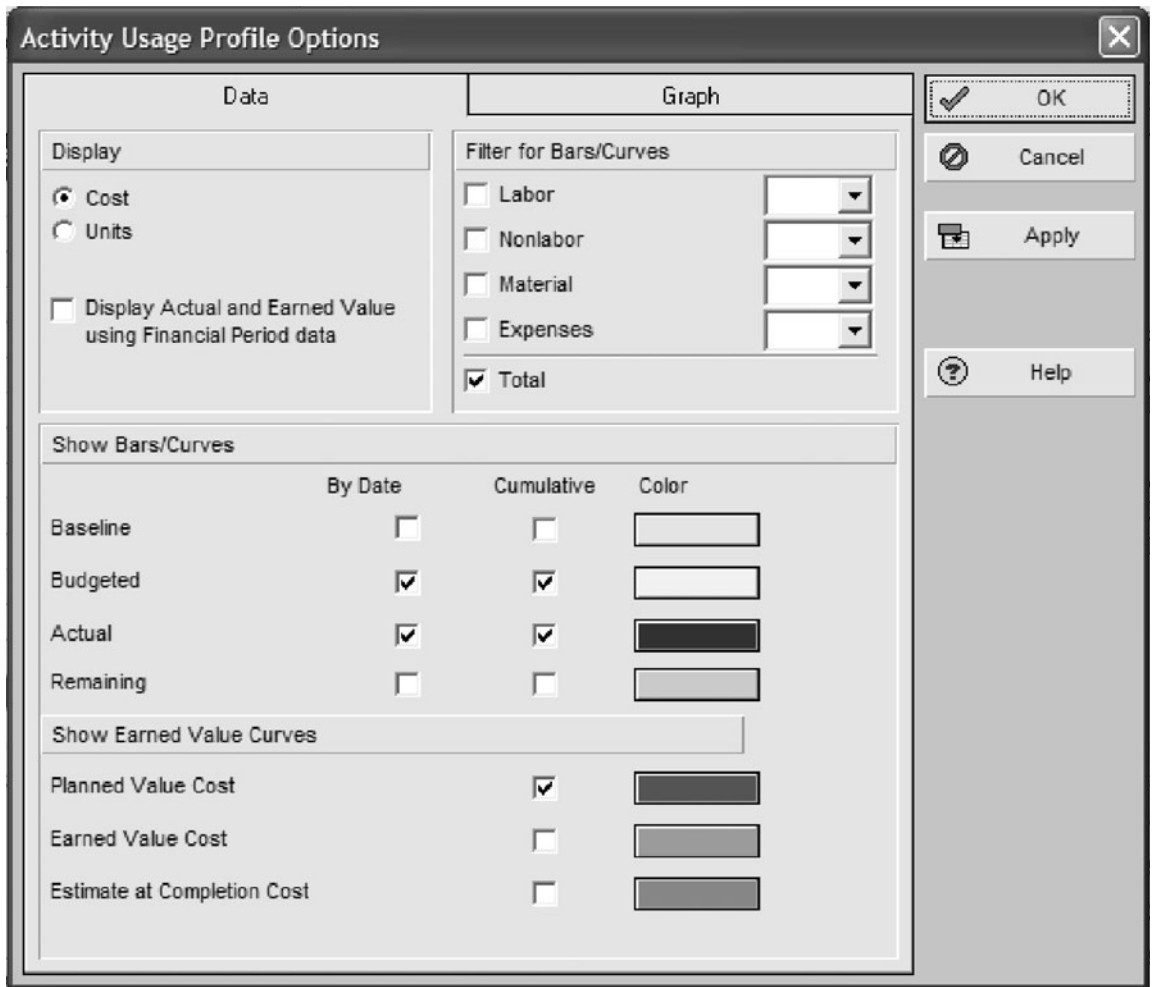 Activity Usage Profile Options
Data
Graph
OK
Cancel
Apply
Help
Display
Cost
Units
Display Actual and Earned Value
using Financial Period data
Filter for Bars/Curves
Labor
Nonlabor
Material
Expenses
Total
Show Bars/Curves
By Date Cumulative Color
Baseline
Budgeted
Actual
Remaining
Show Earned Value Curves
Planned Value Cost
Earned Value Cost
Estimate at Completion Cost